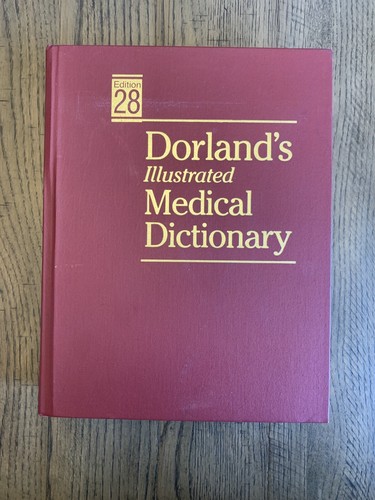 Edition
28
Dorland's
Illustrated
Medical
Dictionary